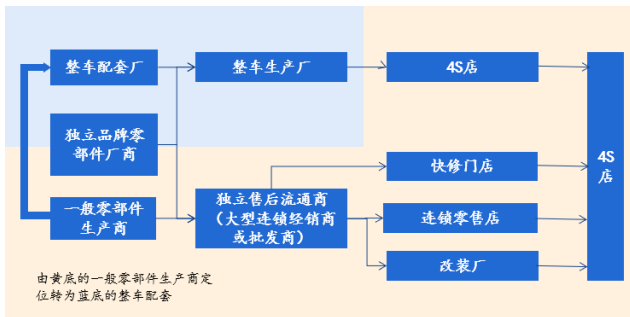 整车配套厂
整车生产厂
4S店
独立品牌零
部件厂商
快修门店
4S
店
一般零部件
生产商
独立售后流通商
（大型连锁经销商
或批发商）
连锁零售店
改装厂
由黄底的一般零部件生产商定
位转为蓝底的整车配套